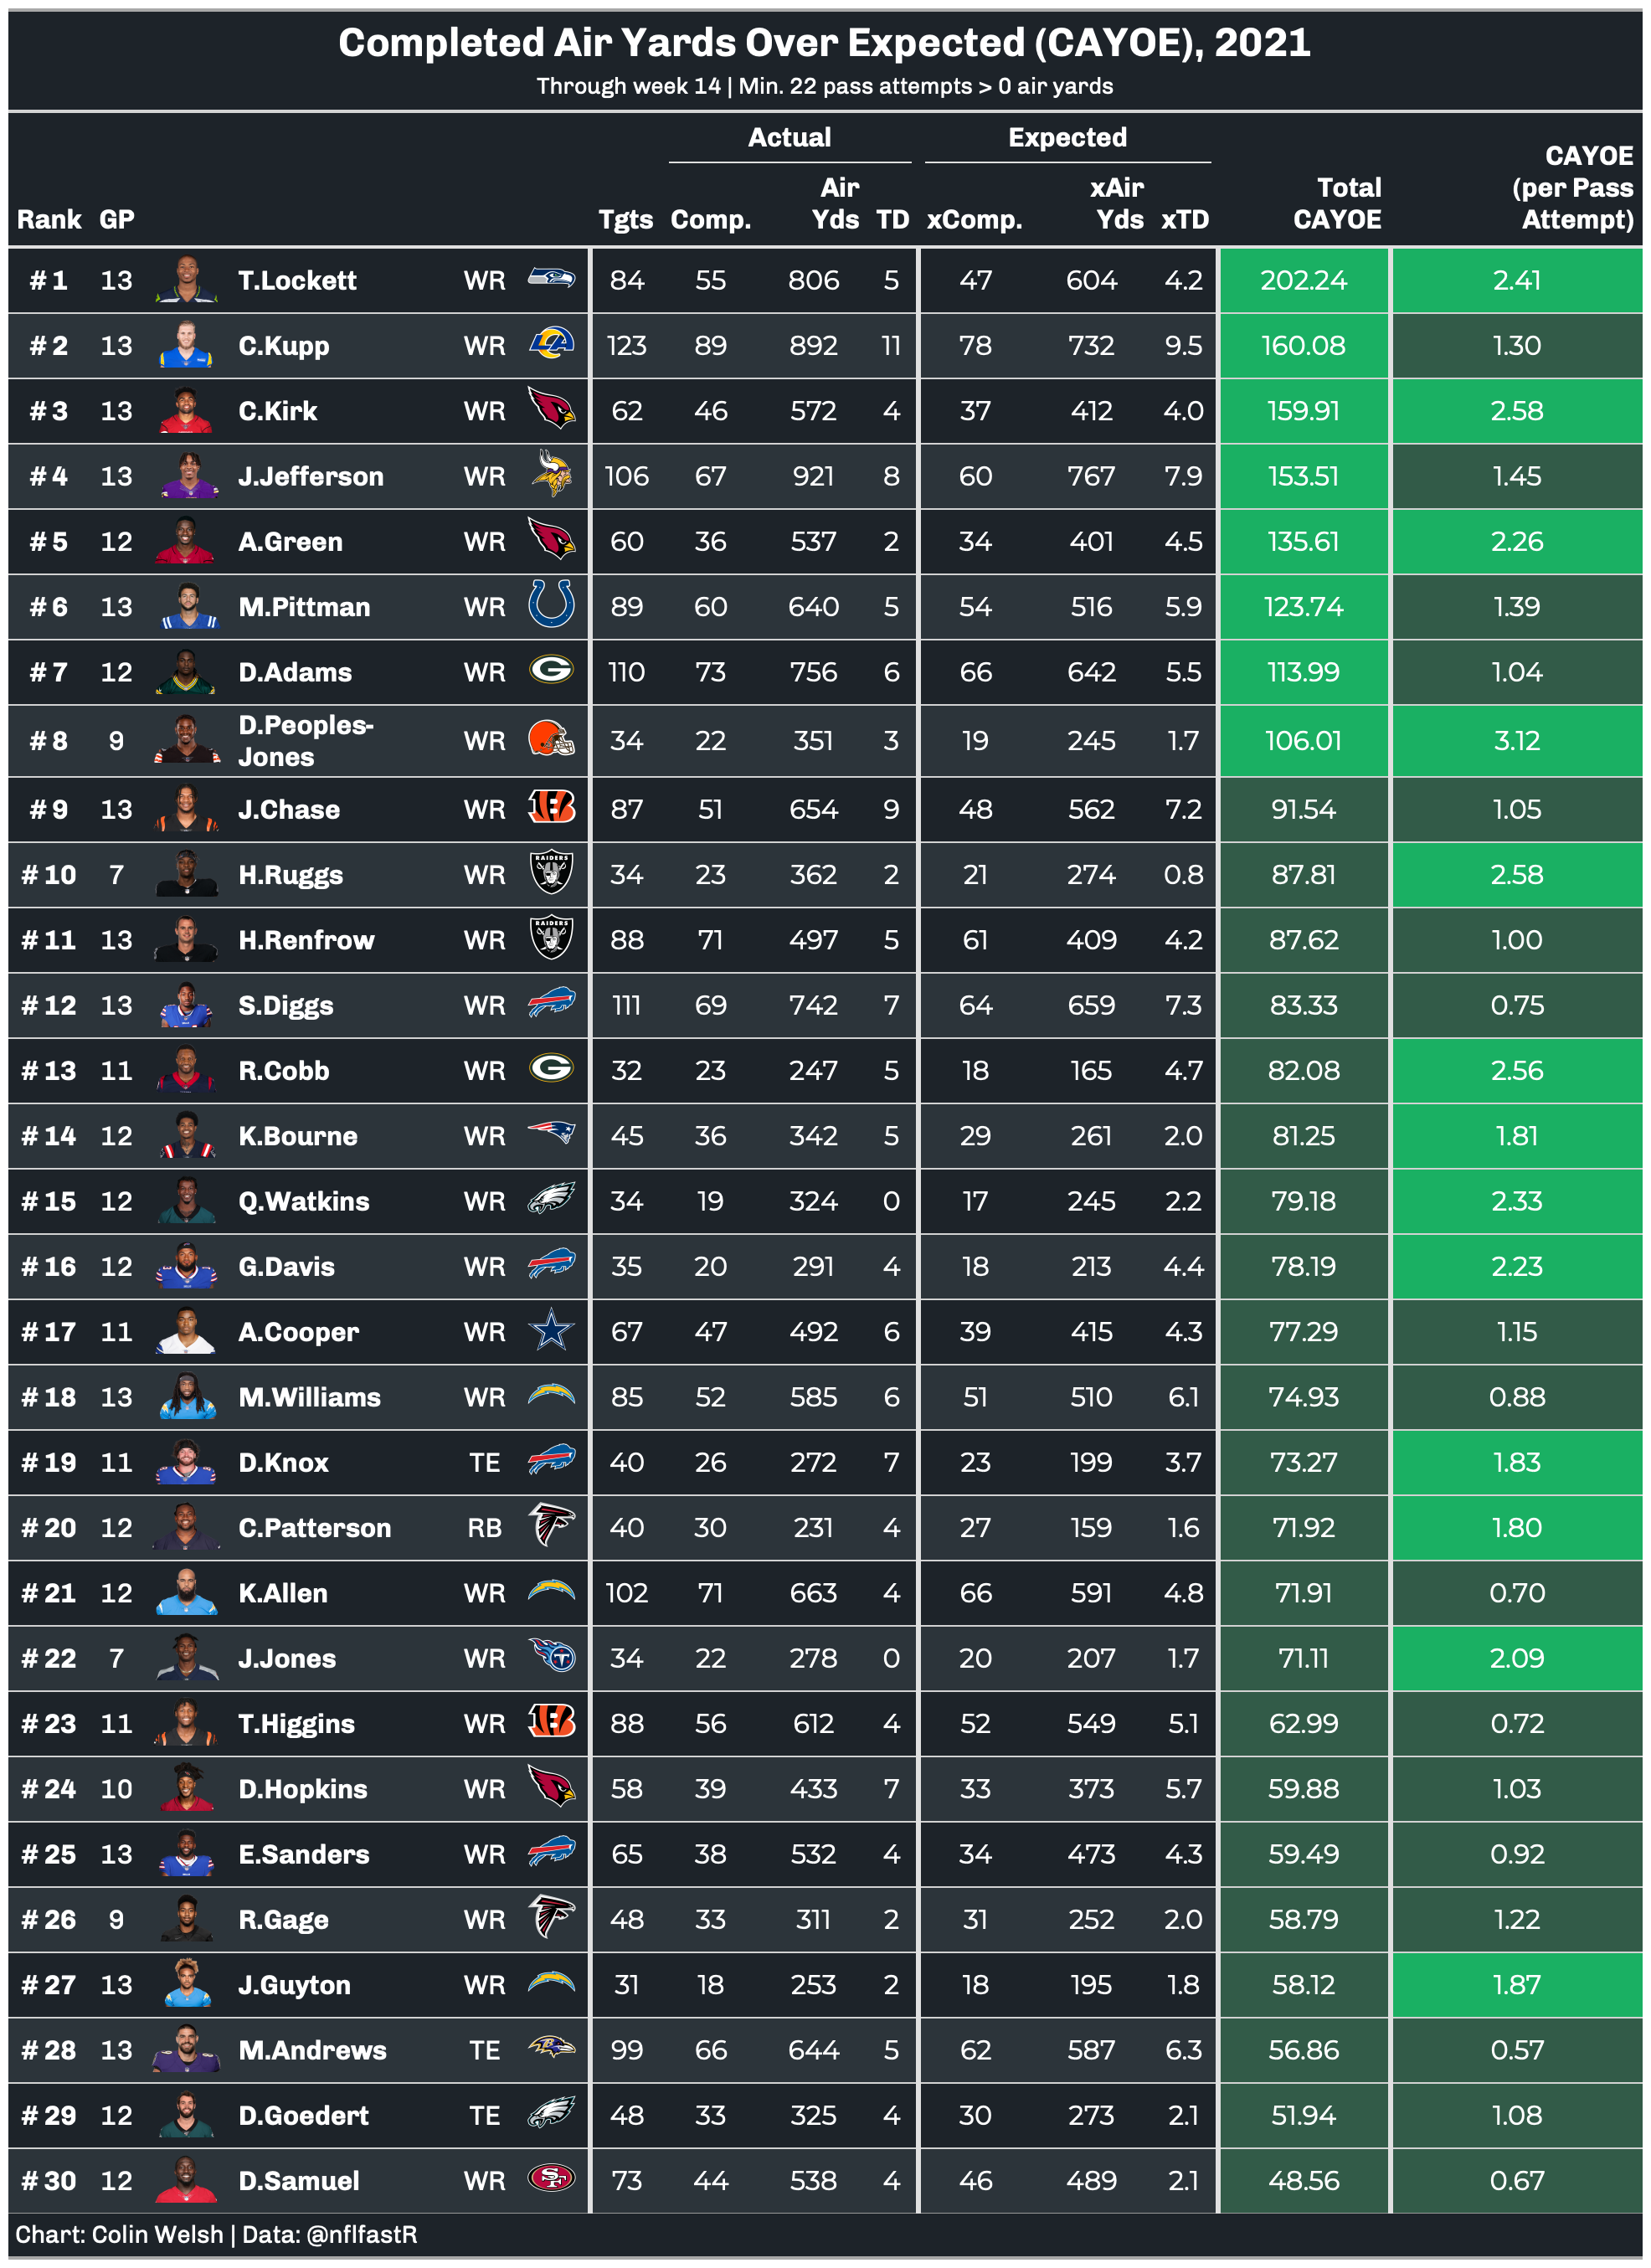 Completed Air Yards Over Expected (CAYOE), 2021
Through week 14 | Min. 22 pass attempts > 0 air yards
Actual Expected
Rank GP Tgts Comp. Air Yds TD xComp. xAir Yds xTD Total CAYOE CAYOE (per Pass Attempt)
# 1 13 T.Lockett WR 84 55 806 5 47 604 4.2 202.24 2.41
# 2 13 C.Kupp WR 123 89 892 11 78 732 9.5 160.08 1.30
# 3 13 C.Kirk WR 62 46 572 4 37 412 4.0 159.91 2.58
# 4 13 J.Jefferson WR 106 67 921 8 60 767 7.9 153.51 1.45
# 5 12 A.Green WR 60 36 537 2 34 401 4.5 135.61 2.26
# 6 13 M.Pittman WR 89 60 640 5 54 516 5.9 123.74 1.39
# 7 12 D.Adams WR 110 73 756 6 66 642 5.5 113.99 1.04
# 8 9 D.Peoples-Jones WR 34 22 351 3 19 245 1.7 106.01 3.12
# 9 13 J.Chase WR 87 51 654 9 48 562 7.2 91.54 1.05
# 10 7 H.Ruggs WR RAIDERS 34 23 362 2 21 274 0.8 87.81 2.58
# 11 13 H.Renfrow WR RAIDERS 88 71 497 5 61 409 4.2 87.62 1.00
# 12 13 S.Diggs WR 111 69 742 7 64 659 7.3 83.33 0.75
# 13 11 R.Cobb WR 32 23 247 5 18 165 4.7 82.08 2.56
# 14 12 K.Bourne WR 45 36 342 5 29 261 2.0 81.25 1.81
# 15 12 Q.Watkins WR 34 19 324 0 17 245 2.2 79.18 2.33
# 16 12 G.Davis WR 35 20 291 4 18 213 4.4 78.19 2.23
# 17 11 A.Cooper WR 67 47 492 6 39 415 4.3 77.29 1.15
# 18 13 M.Williams WR 85 52 585 6 51 510 6.1 74.93 0.88
# 19 11 D.Knox TE 40 26 272 7 23 199 3.7 73.27 1.83
# 20 12 C.Patterson RB 40 30 231 4 27 159 1.6 71.92 1.80
# 21 12 K.Allen WR 102 71 663 4 66 591 4.8 71.91 0.70
# 22 7 J.Jones WR 34 22 278 0 20 207 1.7 71.11 2.09
# 23 11 T.Higgins WR 88 56 612 4 52 549 5.1 62.99 0.72
# 24 10 D.Hopkins WR 58 39 433 7 33 373 5.7 59.88 1.03
# 25 13 E.Sanders WR 65 38 532 4 34 473 4.3 59.49 0.92
# 26 9 R.Gage WR 48 33 311 2 31 252 2.0 58.79 1.22
# 27 13 J.Guyton WR 31 18 253 2 18 195 1.8 58.12 1.87
# 28 13 M.Andrews TE 99 66 644 5 62 587 6.3 56.86 0.57
# 29 12 D.Goedert TE 48 33 325 4 30 273 2.1 51.94 1.08
# 30 12 D.Samuel WR SF 73 44 538 4 46 489 2.1 48.56 0.67
Chart: Colin Welsh | Data: @nflfastR